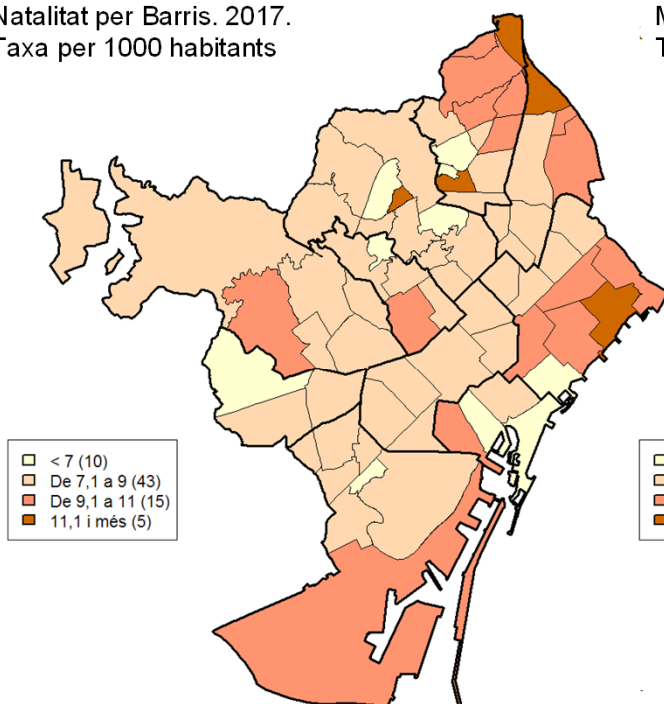 Natalitat per Barris. 2017.
Taxa per 1000 habitants
M
T
< 7 (10)
De 7,1 a 9 (43)
De 9,1 a 11 (15)
11,1 i més (5)